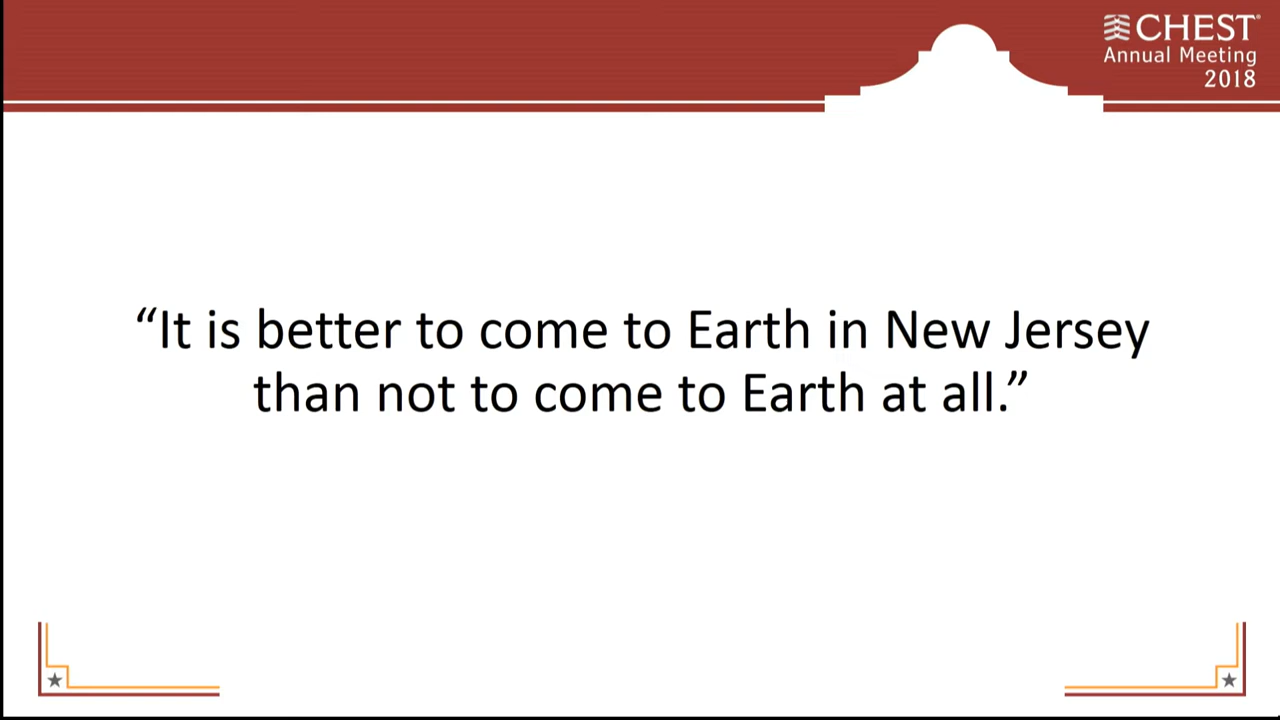 CHEST
Annual Meeting
2018
“It is better to come to Earth in New Jersey
than not to come to Earth at all.”